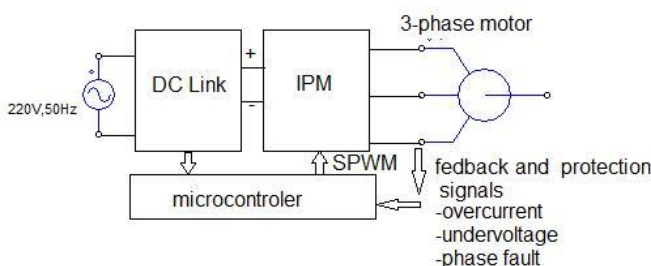 3-phase motor
+
DC Link
IPM
220V,50Hz
-
SPWM
microcontroler
fedback and protection
signals
-overcurrent
-undervoltage
-phase fault